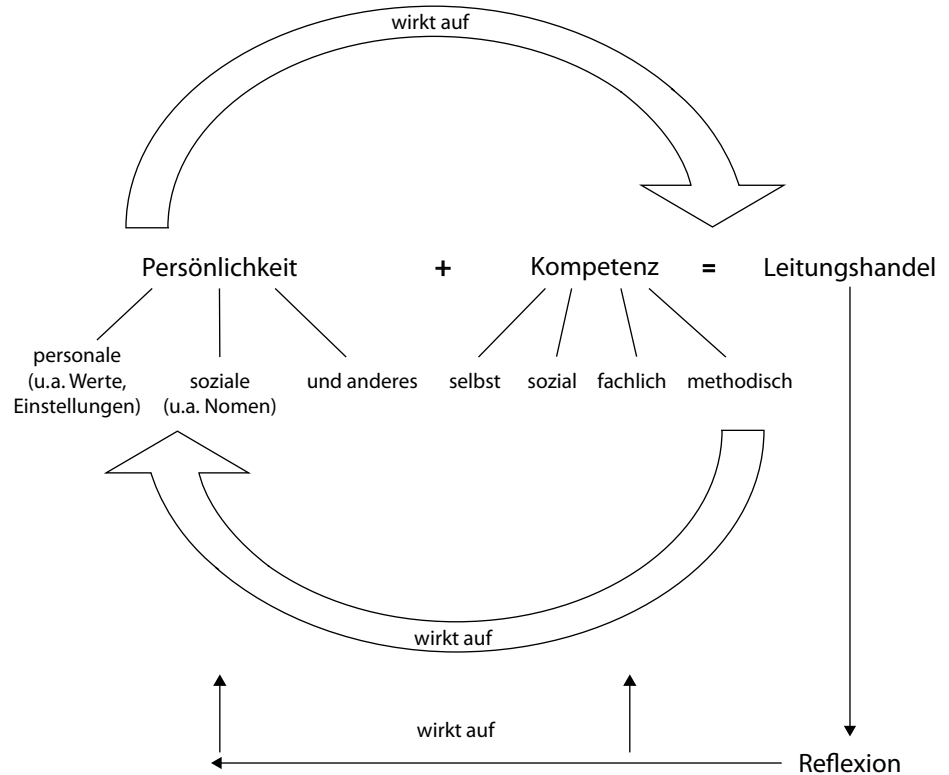 wirkt auf
Persönlichkeit + Kompetenz = Leitungshandel
personale
(u.a. Werte,
Einstellungen)
soziale
(u.a. Nomen)
und anderes
selbst
sozial
fachlich
methodisch
wirkt auf
wirkt auf
Reflexion